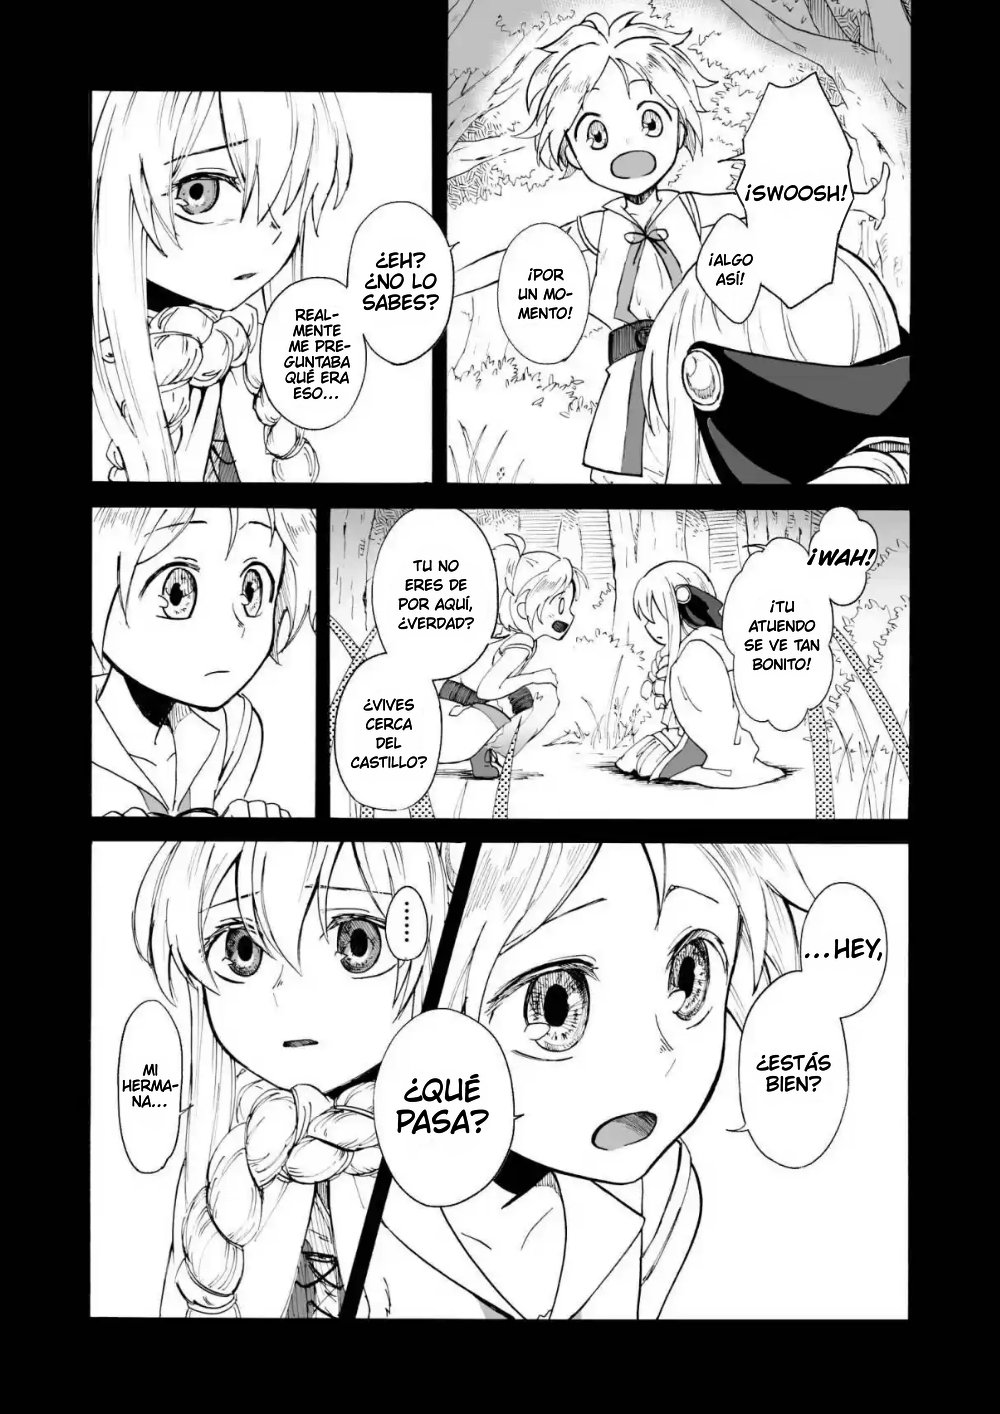 ¡SWOOSH!
¡ALGO
ASÍ!
¡POR
UN MO-
MENTO!
¿EH?
¿NO LO
SABES?
REAL-
MENTE
ME PRE-
GUNTABA
QUÉ ERA
ESO...
¡WAH!
¡TU
ATUENDO
SE VE TAN
BONITO!
TU NO
ERES DE
POR AQUÍ,
¿VERDAD?
¿VIVES
CERCA
DEL
CASTILLO?
...HEY,
¿ESTÁS
BIEN?
¿QUÉ
PASA?
......
MI
HERMA-
NA...